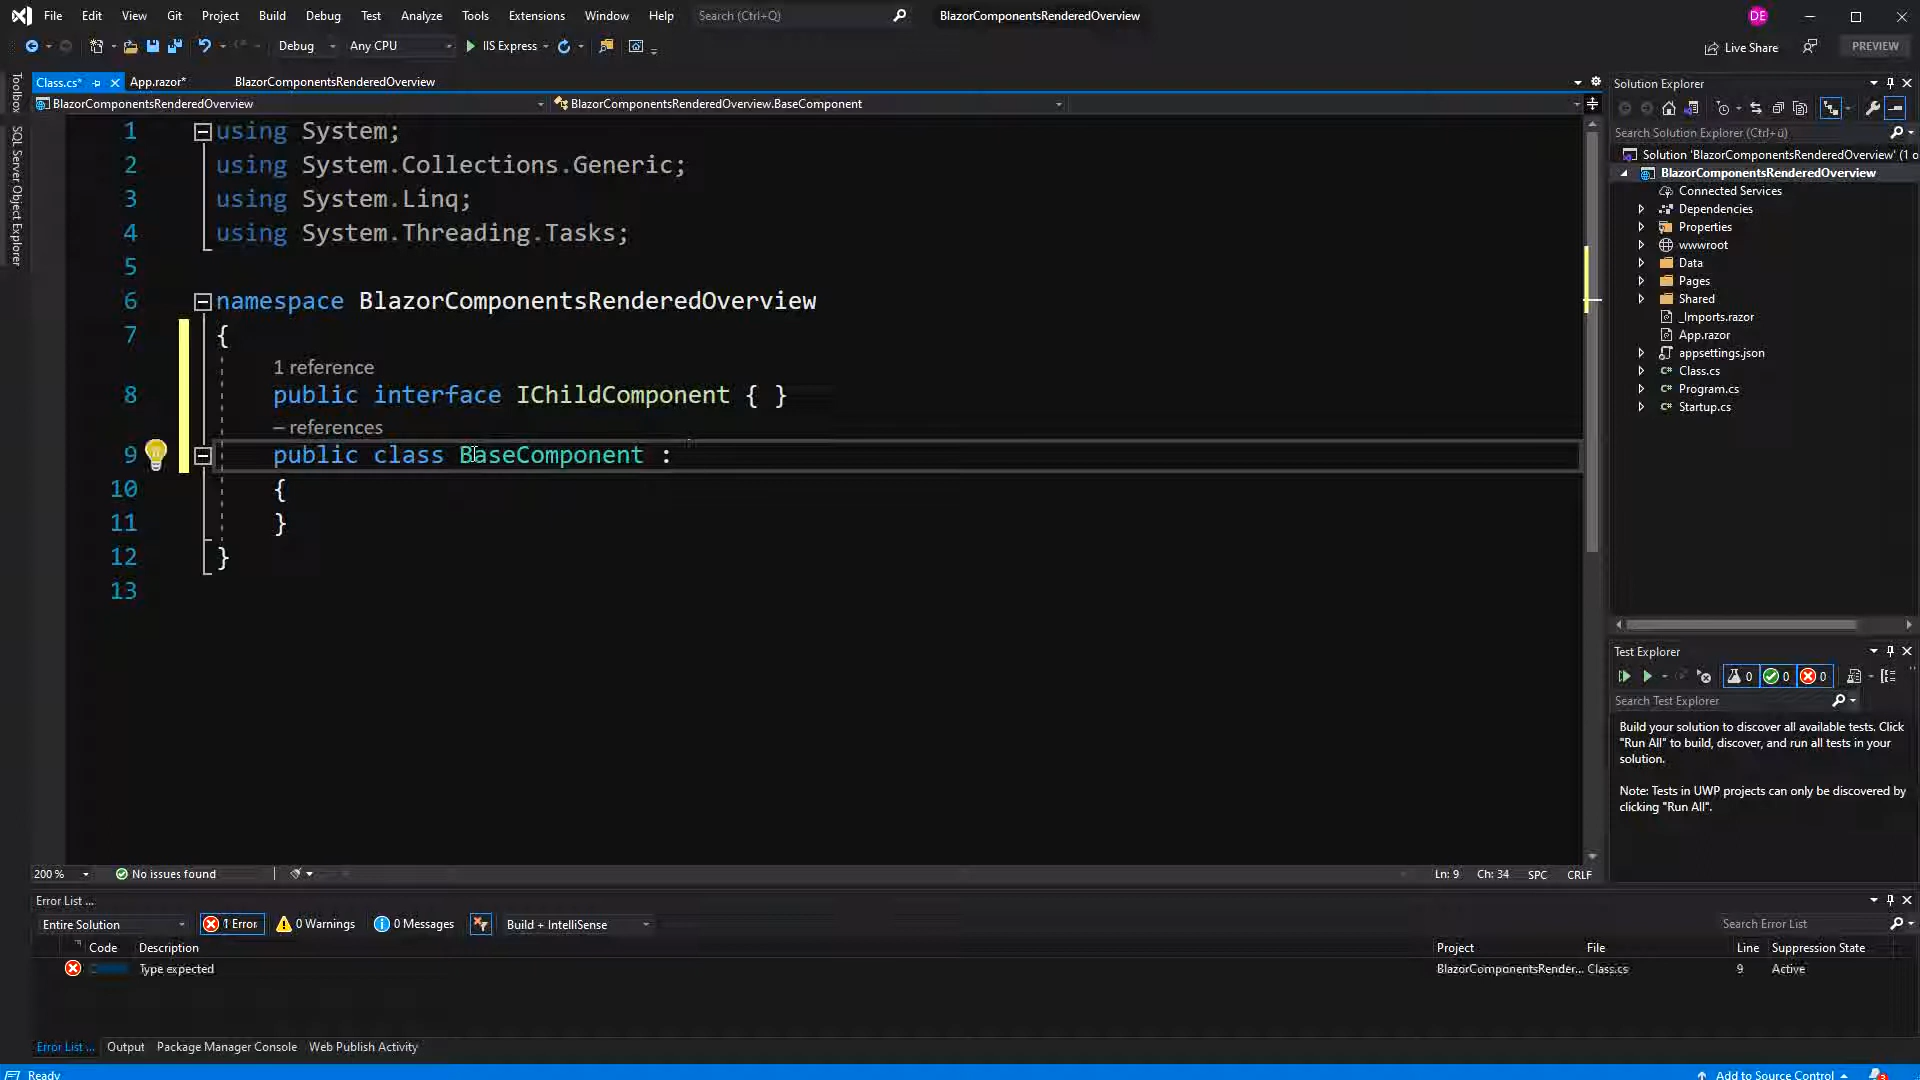 File Edit View Git Project Build Debug Test Analyze Tools Extensions Window Help Search (Ctrl+Q) BlazorComponentsRenderedOverview DE
Debug Any CPU IIS Express Live Share PREVIEW
Toolbox
SQL Server Object Explorer
Class.cs* App.razor* BlazorComponentsRenderedOverview
BlazorComponentsRenderedOverview BlazorComponentsRenderedOverview.BaseComponent
1 using System;
2 using System.Collections.Generic;
3 using System.Linq;
4 using System.Threading.Tasks;
5
6 namespace BlazorComponentsRenderedOverview
7 {
1 reference
8 public interface IChildComponent { }
– references
9 public class BaseComponent :
10 {
11 }
12 }
13
200 % No issues found Ln: 9 Ch: 34 SPC CRLF
Solution Explorer
Search Solution Explorer (Ctrl+ü)
Solution 'BlazorComponentsRenderedOverview' (1 o
BlazorComponentsRenderedOverview
Connected Services
Dependencies
Properties
wwwroot
Data
Pages
Shared
_Imports.razor
App.razor
appsettings.json
Class.cs
Program.cs
Startup.cs
Test Explorer
0 0 0
Search Test Explorer
Build your solution to discover all available tests. Click
"Run All" to build, discover, and run all tests in your
solution.
Note: Tests in UWP projects can only be discovered by
clicking "Run All".
Error List ...
Entire Solution 1 Error 0 Warnings 0 Messages Build + IntelliSense Search Error List
Code Description Project File Line Suppression State
Type expected BlazorComponentsRender... Class.cs 9 Active
Error List ... Output Package Manager Console Web Publish Activity
Ready Add to Source Control